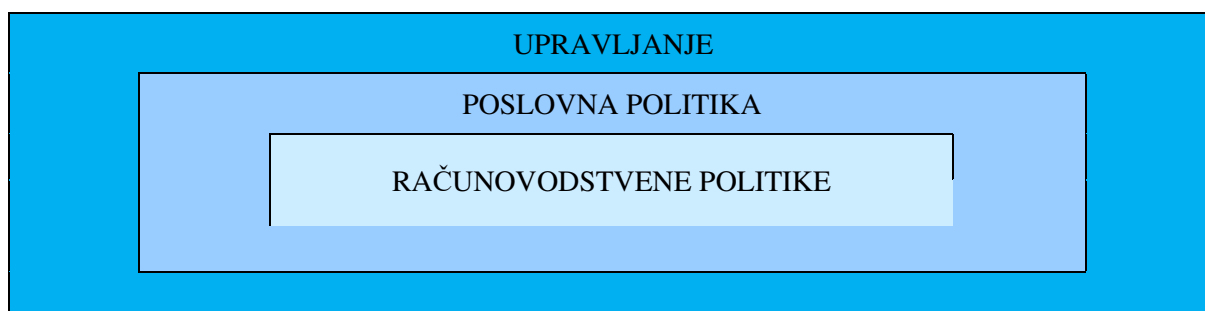 UPRAVLJANJE
POSLOVNA POLITIKA
RAČUNOVODSTVENE POLITIKE